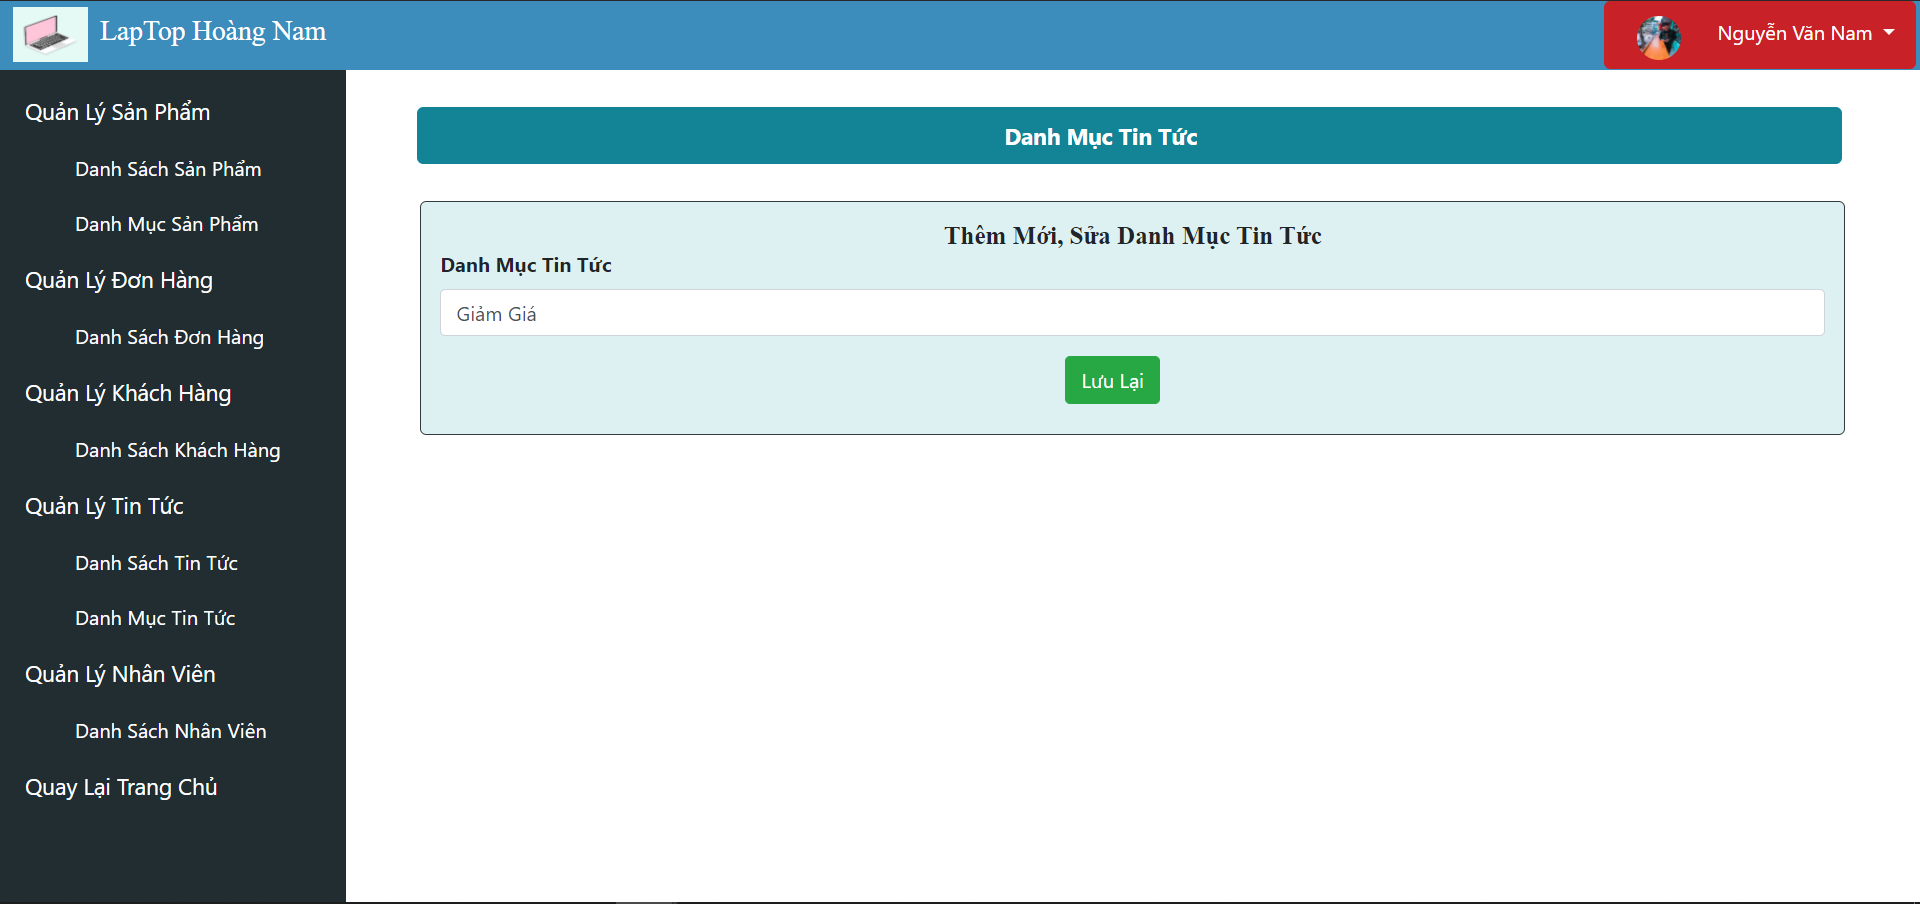 LapTop Hoàng Nam
Nguyễn Văn Nam
Quản Lý Sản Phẩm
Danh Sách Sản Phẩm
Danh Mục Sản Phẩm
Quản Lý Đơn Hàng
Danh Sách Đơn Hàng
Quản Lý Khách Hàng
Danh Sách Khách Hàng
Quản Lý Tin Tức
Danh Sách Tin Tức
Danh Mục Tin Tức
Quản Lý Nhân Viên
Danh Sách Nhân Viên
Quay Lại Trang Chủ
Danh Mục Tin Tức
Thêm Mới, Sửa Danh Mục Tin Tức
Danh Mục Tin Tức
Giảm Giá
Lưu Lại